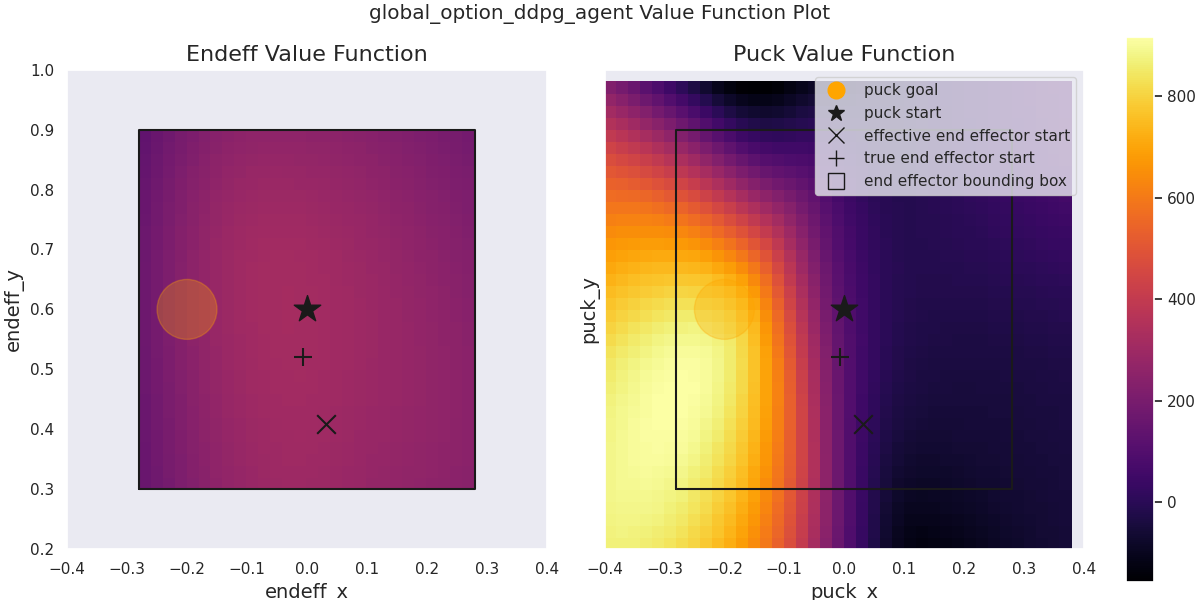 global_option_ddpg_agent Value Function Plot
Endeff Value Function
1.0
0.9
0.8
0.7
0.6
0.5
0.4
0.3
0.2
endeff_y
−0.4 −0.3 −0.2 −0.1 0.0 0.1 0.2 0.3 0.4
endeff_x
Puck Value Function
puck goal
puck start
effective end effector start
true end effector start
end effector bounding box
puck_y
−0.4 −0.3 −0.2 −0.1 0.0 0.1 0.2 0.3 0.4
puck_x
800
600
400
200
0